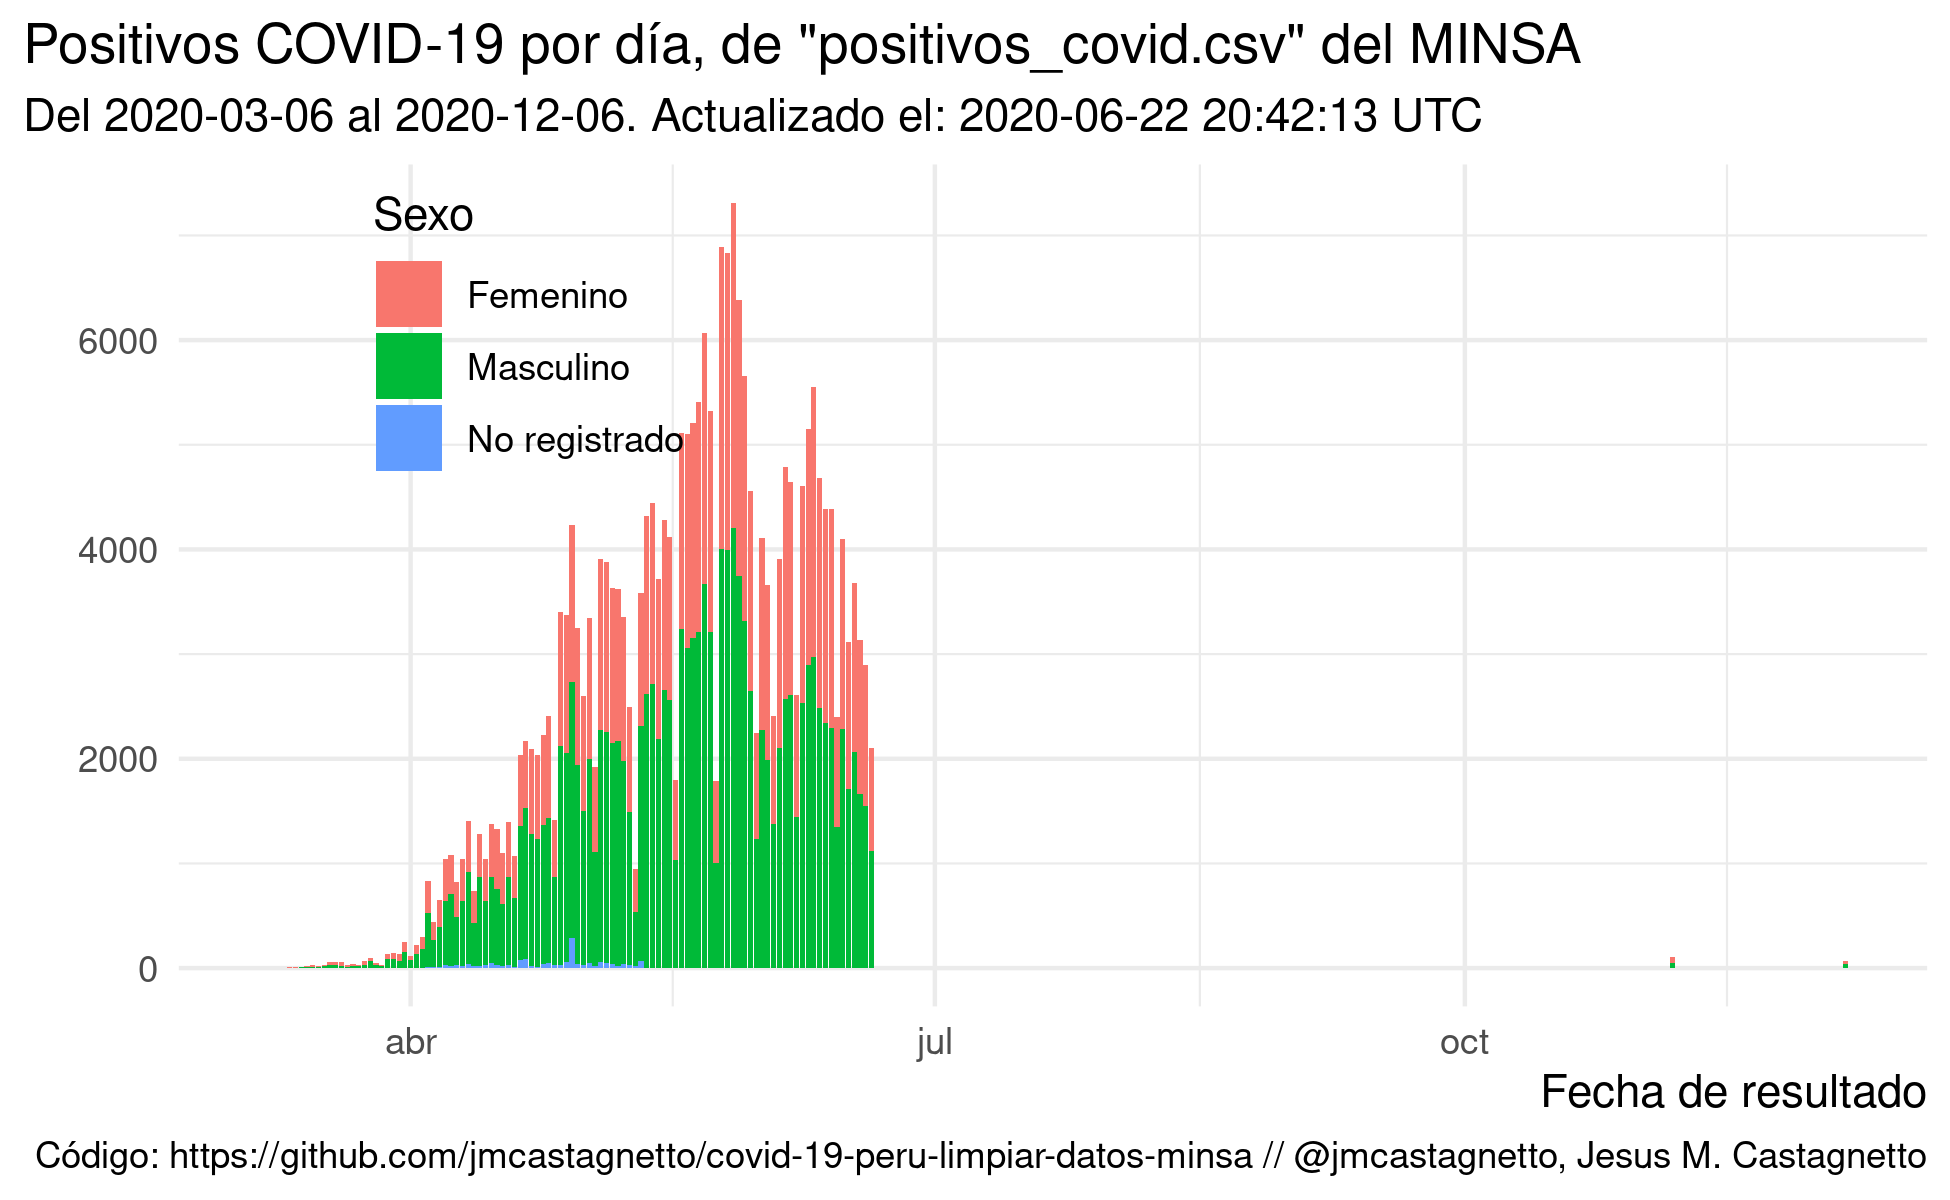 Positivos COVID-19 por día, de "positivos_covid.csv" del MINSA
Del 2020-03-06 al 2020-12-06. Actualizado el: 2020-06-22 20:42:13 UTC
Sexo
Femenino
Masculino
No registrado
6000
4000
2000
0
abr jul oct
Fecha de resultado
Código: https://github.com/jmcastagnetto/covid-19-peru-limpiar-datos-minsa // @jmcastagnetto, Jesus M. Castagnetto